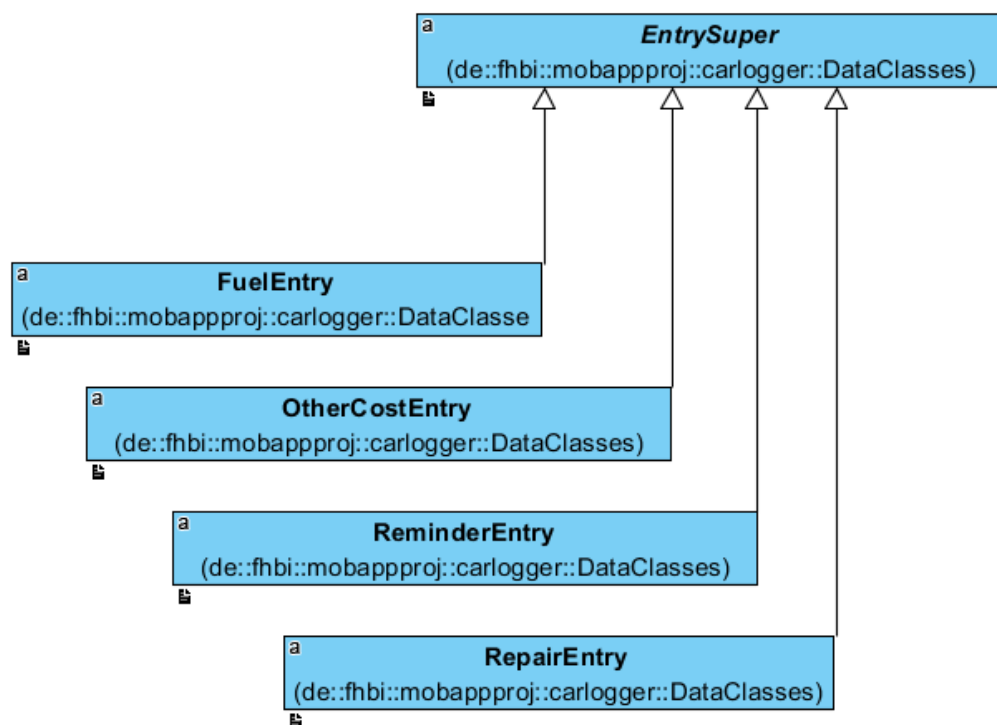 a
EntrySuper
(de::fhbi::mobappproj::carlogger::DataClasses)
a
FuelEntry
(de::fhbi::mobappproj::carlogger::DataClasse
a
OtherCostEntry
(de::fhbi::mobappproj::carlogger::DataClasses)
a
ReminderEntry
(de::fhbi::mobappproj::carlogger::DataClasses)
a
RepairEntry
(de::fhbi::mobappproj::carlogger::DataClasses)